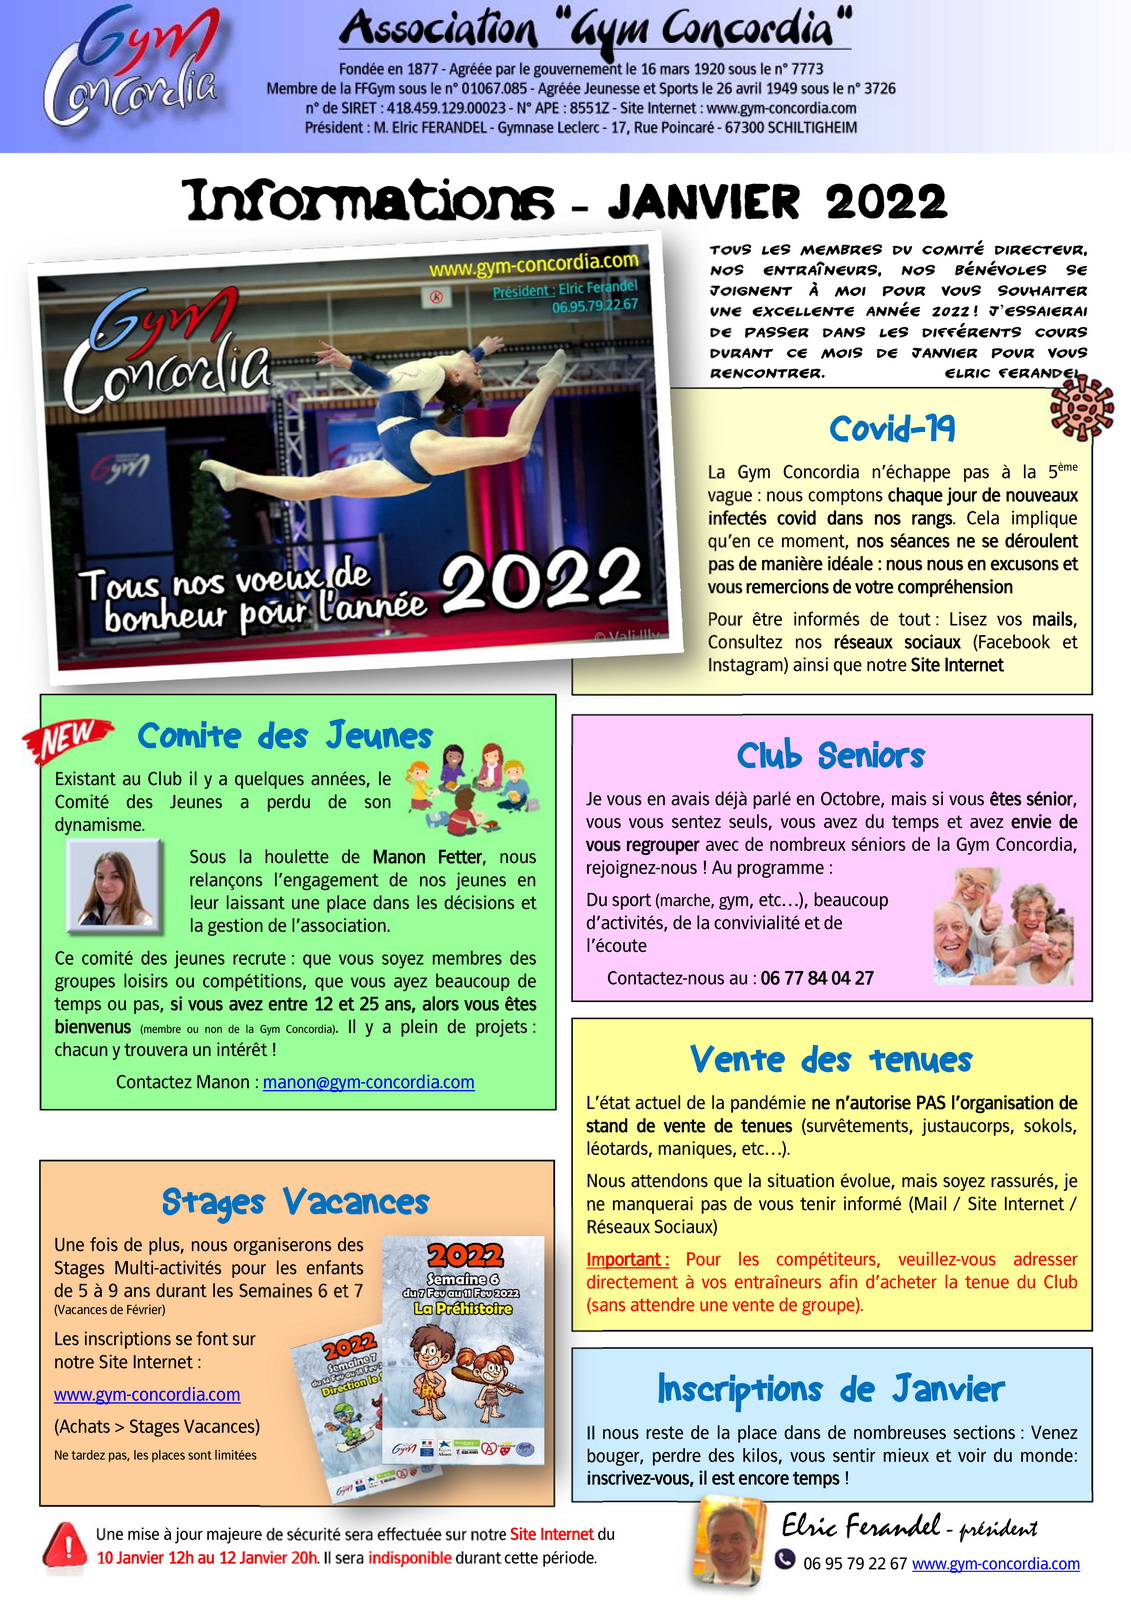 Gym Concordia
Association "Gym Concordia"
Fondée en 1877 - Agréée par le gouvernement le 16 mars 1920 sous le n° 7773
Membre de la FFGym sous le n° 01067.085 - Agréée Jeunesse et Sports le 26 avril 1949 sous le n° 3726
n° de SIRET : 418.459.129.00023 - N° APE : 8551Z - Site Internet : www.gym-concordia.com
Président : M. Elric FERANDEL - Gymnase Leclerc - 17, Rue Poincaré - 67300 SCHILTIGHEIM
Informations - JANVIER 2022
www.gym-concordia.com
Président : Elric Ferandel
06.95.79.22.67
Gym Concordia
Gym
Tous nos voeux de
bonheur pour l'année 2022
© Vali Illy
TOUS LES MEMBRES DU COMITÉ DIRECTEUR,
NOS ENTRAÎNEURS, NOS BÉNÉVOLES SE
JOIGNENT À MOI POUR VOUS SOUHAITER
UNE EXCELLENTE ANNÉE 2022! J'ESSAIERAI
DE PASSER DANS LES DIFFÉRENTS COURS
DURANT CE MOIS DE JANVIER POUR VOUS
RENCONTRER. ELRIC FERANDEL
Covid-19
La Gym Concordia n'échappe pas à la 5ème
vague : nous comptons chaque jour de nouveaux
infectés covid dans nos rangs. Cela implique
qu'en ce moment, nos séances ne se déroulent
pas de manière idéale : nous nous en excusons et
vous remercions de votre compréhension
Pour être informés de tout : Lisez vos mails,
Consultez nos réseaux sociaux (Facebook et
Instagram) ainsi que notre Site Internet
NEW
Comite des Jeunes
Existant au Club il y a quelques années, le
Comité des Jeunes a perdu de son
dynamisme.
Sous la houlette de Manon Fetter, nous
relançons l'engagement de nos jeunes en
leur laissant une place dans les décisions et
la gestion de l'association.
Ce comité des jeunes recrute : que vous soyez membres des
groupes loisirs ou compétitions, que vous ayez beaucoup de
temps ou pas, si vous avez entre 12 et 25 ans, alors vous êtes
bienvenus (membre ou non de la Gym Concordia). Il y a plein de projets :
chacun y trouvera un intérêt !
Contactez Manon : manon@gym-concordia.com
Club Seniors
Je vous en avais déjà parlé en Octobre, mais si vous êtes sénior,
vous vous sentez seuls, vous avez du temps et avez envie de
vous regrouper avec de nombreux séniors de la Gym Concordia,
rejoignez-nous ! Au programme :
Du sport (marche, gym, etc…), beaucoup
d'activités, de la convivialité et de
l'écoute
Contactez-nous au : 06 77 84 04 27
Vente des tenues
L'état actuel de la pandémie ne n'autorise PAS l'organisation de
stand de vente de tenues (survêtements, justaucorps, sokols,
léotards, maniques, etc…).
Nous attendons que la situation évolue, mais soyez rassurés, je
ne manquerai pas de vous tenir informé (Mail / Site Internet /
Réseaux Sociaux)
Important : Pour les compétiteurs, veuillez-vous adresser
directement à vos entraîneurs afin d'acheter la tenue du Club
(sans attendre une vente de groupe).
Stages Vacances
Une fois de plus, nous organiserons des
Stages Multi-activités pour les enfants
de 5 à 9 ans durant les Semaines 6 et 7
(Vacances de Février)
Les inscriptions se font sur
notre Site Internet :
www.gym-concordia.com
(Achats > Stages Vacances)
Ne tardez pas, les places sont limitées
2022
Semaine 6
du 7 Fev au 11 Fev 2022
La Préhistoire
2022
Semaine 7
Direction le
Inscriptions de Janvier
Il nous reste de la place dans de nombreuses sections : Venez
bouger, perdre des kilos, vous sentir mieux et voir du monde:
inscrivez-vous, il est encore temps !
Une mise à jour majeure de sécurité sera effectuée sur notre Site Internet du
10 Janvier 12h au 12 Janvier 20h. Il sera indisponible durant cette période.
Elric Ferandel - président
06 95 79 22 67 www.gym-concordia.com